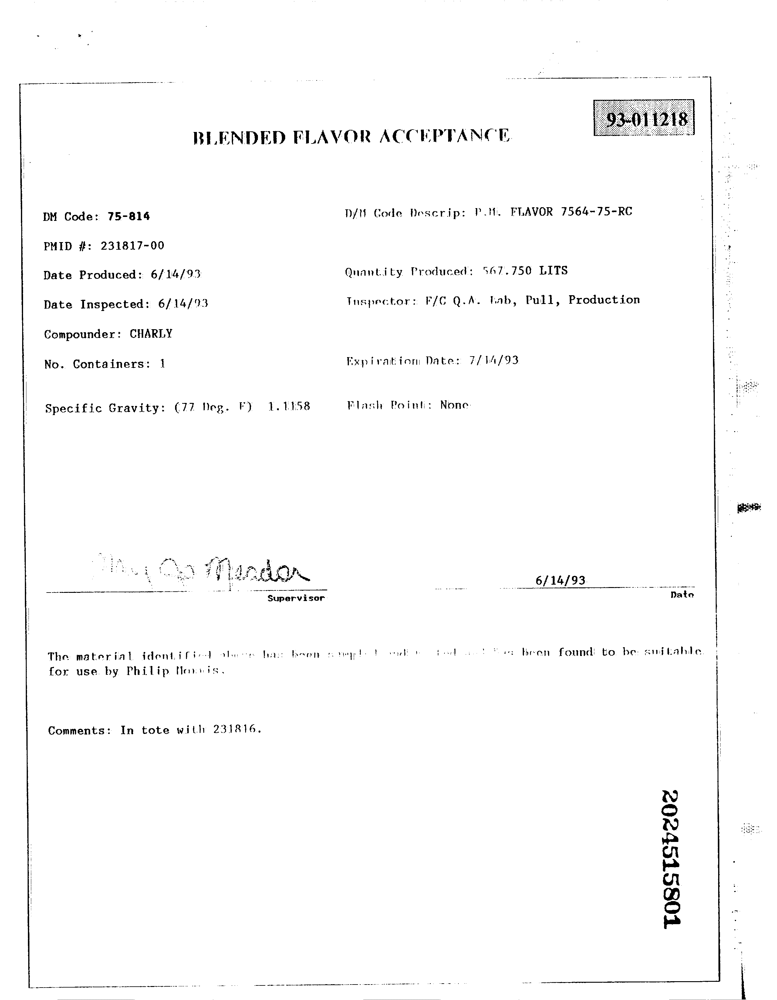 93-011218
BLENDED FLAVOR ACCEPTANCE
DM Code: 75-814
D/M Code Descrip: P.M. FLAVOR 7564-75-RC
PMID #: 231817-00
Date Produced: 6/14/93
Quantity Produced: 567.750 LITS
Date Inspected: 6/14/93
Inspector: F/C Q.A. Lab, Pull, Production
Compounder: CHARLY
No. Containers: 1
Expiration Date: 7/14/93
Specific Gravity: (77 Deg. F) 1.1158
Flash Point: None
Jo Meador
6/14/93
Supervisor
Date
The material identified above has been and been found to be suitable
for use by Philip Morris.
Comments: In tote with 231816.
2024515801